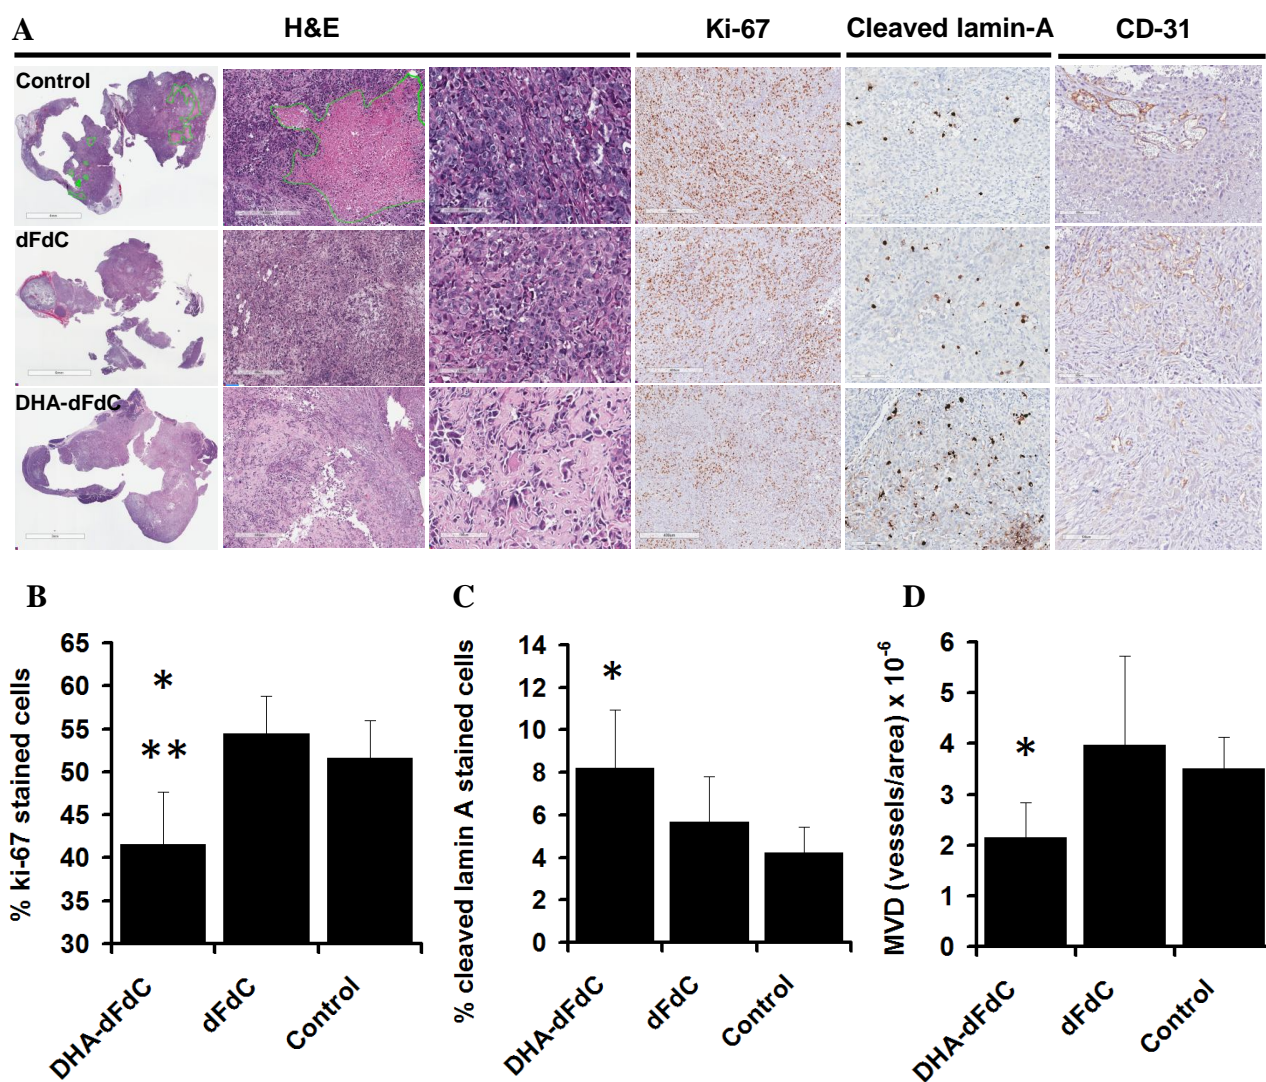 A
H&E
Ki-67
Cleaved lamin-A
CD-31
Control
dFdC
DHA-dFdC
B
% ki-67 stained cells
65
60
55
50
45
40
35
30
*
**
DHA-dFdC
dFdC
Control
C
% cleaved lamin A stained cells
14
12
10
8
6
4
2
0
*
DHA-dFdC
dFdC
Control
D
MVD (vessels/area) x 10-6
6
5
4
3
2
1
0
*
DHA-dFdC
dFdC
Control